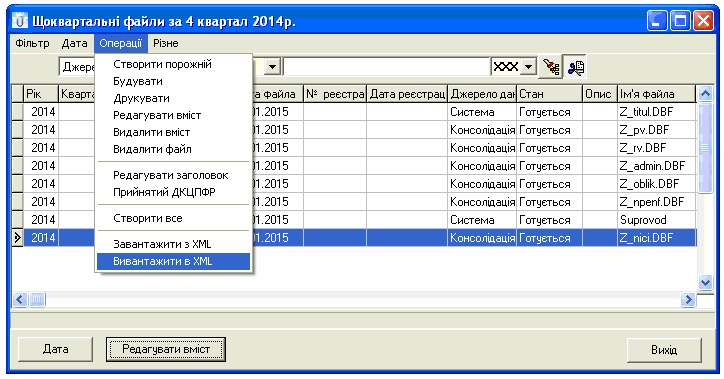 Щоквартальні файли за 4 квартал 2014р.
Фільтр Дата Операції Різне
Джере
Створити порожній
Будувати
Друкувати
Редагувати вміст
Видалити вміст
Видалити файл
Редагувати заголовок
Прийнятий ДКЦПФР
Створити все
Завантажити з XML
Вивантажити в XML
Рік Кварта а файла № реєстра Дата реєстрац Джерело дан Стан Опис Ім'я файла
2014 01.2015 Система Готується Z_titul.DBF
2014 01.2015 Консолідація Готується Z_pv.DBF
2014 01.2015 Консолідація Готується Z_rv.DBF
2014 01.2015 Консолідація Готується Z_admin.DBF
2014 01.2015 Консолідація Готується Z_oblik.DBF
2014 01.2015 Консолідація Готується Z_npenf.DBF
2014 01.2015 Система Готується Suprovod
2014 01.2015 Консолідація Готується Z_nici.DBF
Дата Редагувати вміст Вихід